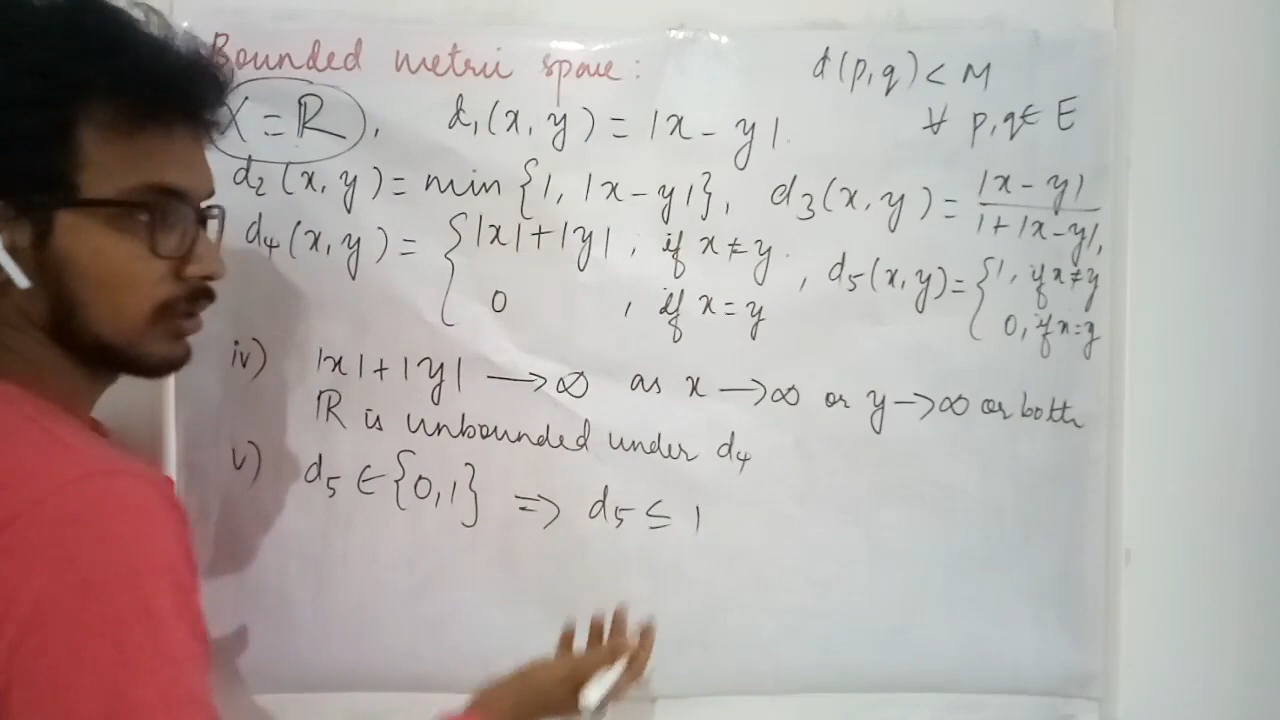 Bounded metric space: d(p,q) < M
X = ℝ, d₁(x, y) = |x - y|. ∀ p,q ∈ E
d₂(x, y) = min {1, |x - y|}, d₃(x, y) = |x - y| / 1 + |x - y|,
d₄(x, y) = { |x| + |y|, if x ≠ y. , d₅(x, y) = { 1, if x ≠ y
0 , if x = y 0, if x = y
iv) |x| + |y| ⟶ ∞ as x ⟶ ∞ or y ⟶ ∞ or both
ℝ is unbounded under d₄
v) d₅ ∈ {0, 1} ⇒ d₅ ≤ 1